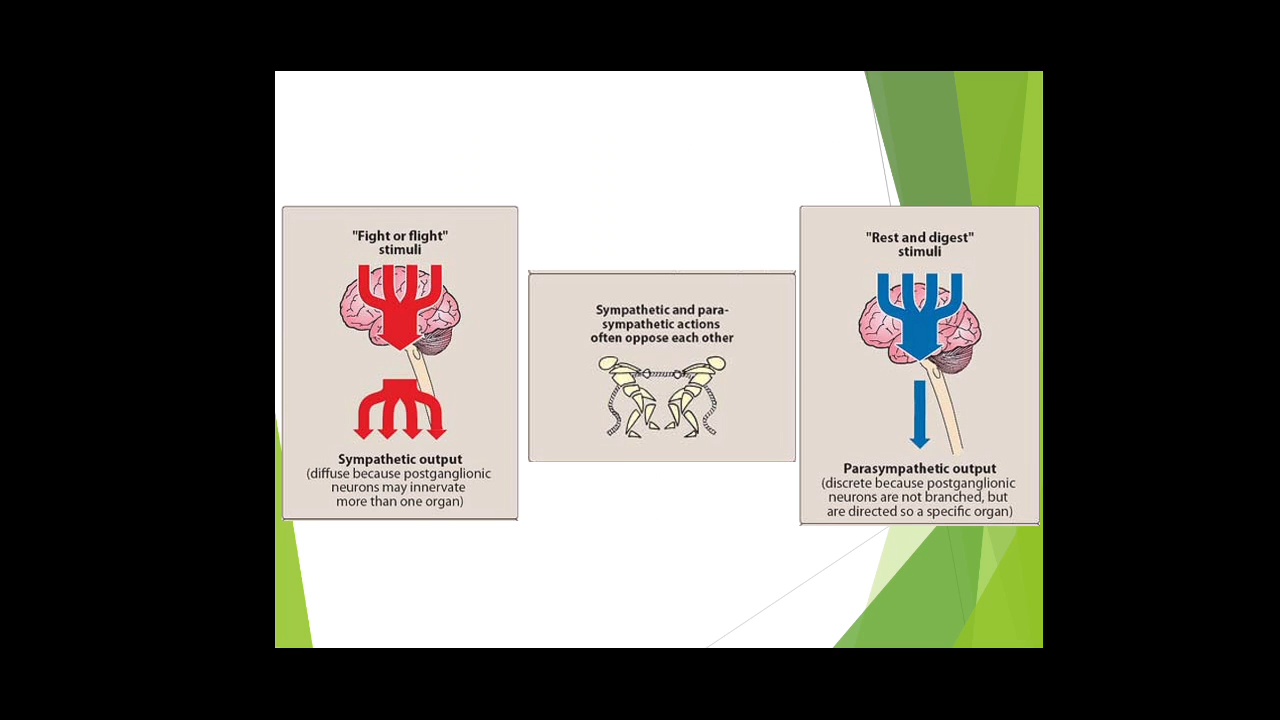 "Fight or flight"
stimuli
Sympathetic output
(diffuse because postganglionic
neurons may innervate
more than one organ)
Sympathetic and para-
sympathetic actions
often oppose each other
"Rest and digest"
stimuli
Parasympathetic output
(discrete because postganglionic
neurons are not branched, but
are directed so a specific organ)